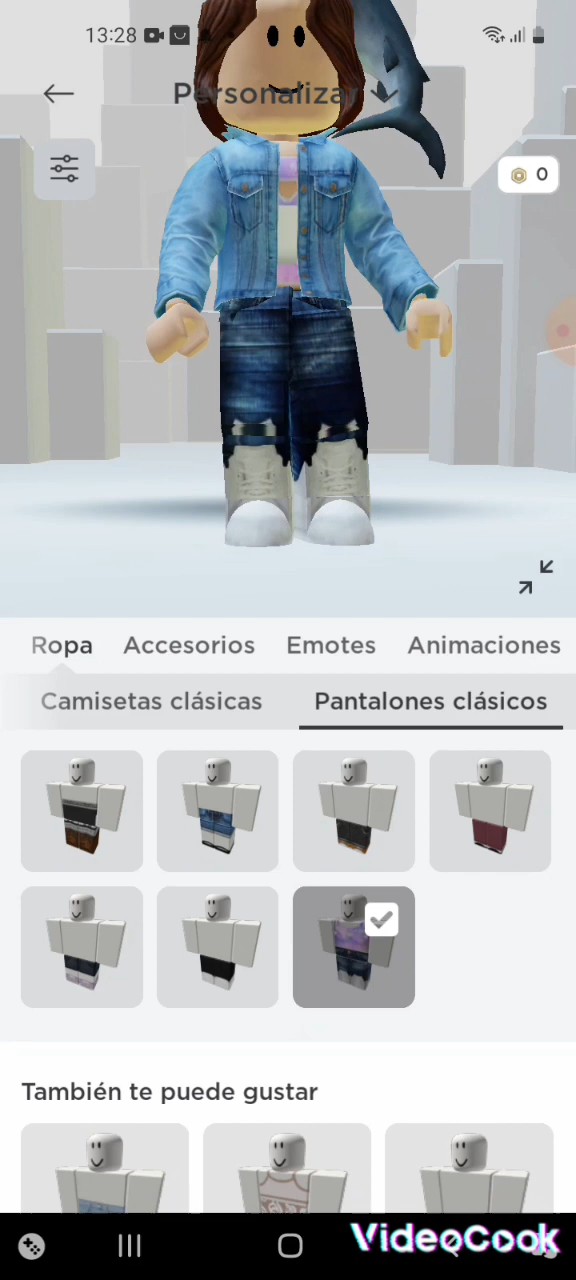 13:28
Personalizar
0
Ropa Accesorios Emotes Animaciones
Camisetas clásicas Pantalones clásicos
También te puede gustar
VideoCook